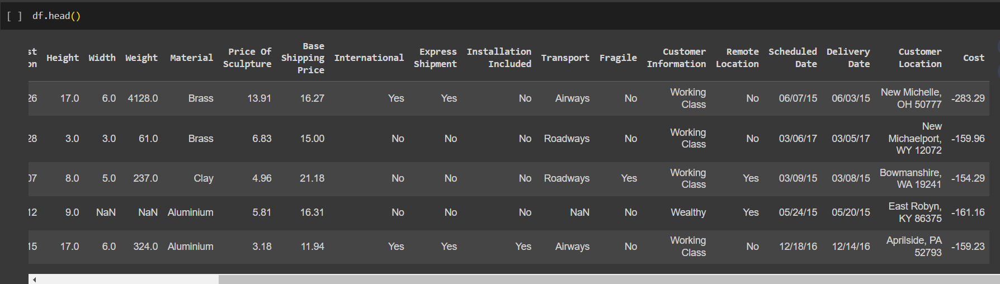 [ ] df.head()
st on Height Width Weight Material Price Of Sculpture Base Shipping Price International Express Shipment Installation Included Transport Fragile Customer Information Remote Location Scheduled Date Delivery Date Customer Location Cost
26 17.0 6.0 4128.0 Brass 13.91 16.27 Yes Yes No Airways No Working Class No 06/07/15 06/03/15 New Michelle, OH 50777 -283.29
28 3.0 3.0 61.0 Brass 6.83 15.00 No No No Roadways No Working Class No 03/06/17 03/05/17 New Michaelport, WY 12072 -159.96
07 8.0 5.0 237.0 Clay 4.96 21.18 No No No Roadways Yes Working Class Yes 03/09/15 03/08/15 Bowmanshire, WA 19241 -154.29
12 9.0 NaN NaN Aluminium 5.81 16.31 No No No NaN No Wealthy Yes 05/24/15 05/20/15 East Robyn, KY 86375 -161.16
15 17.0 6.0 324.0 Aluminium 3.18 11.94 Yes Yes Yes Airways No Working Class No 12/18/16 12/14/16 Aprilside, PA 52793 -159.23